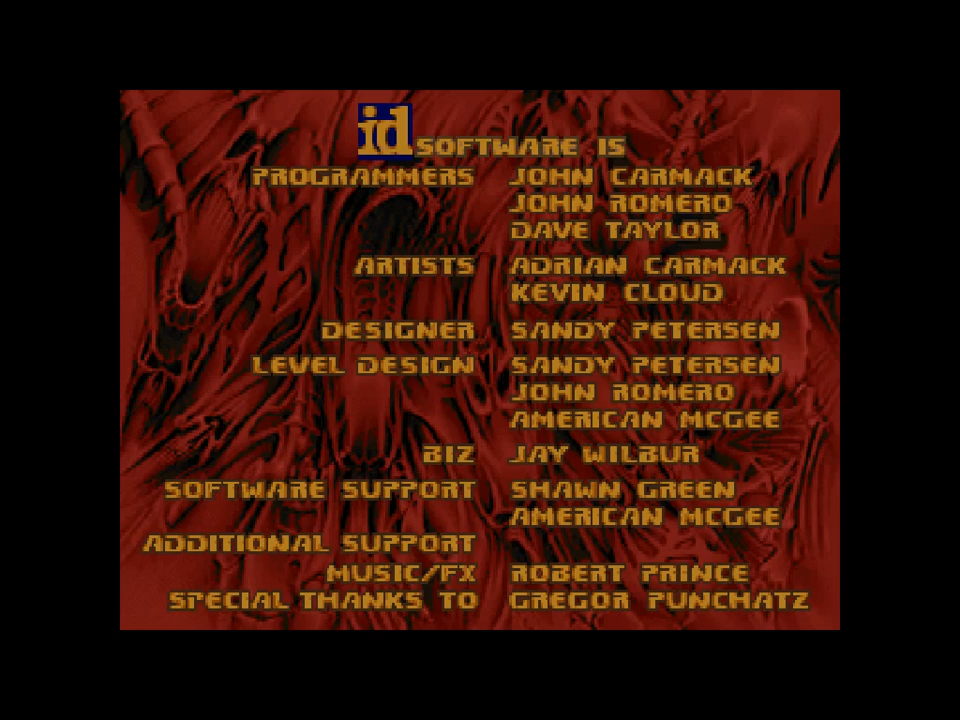 id SOFTWARE IS
PROGRAMMERS JOHN CARMACK
JOHN ROMERO
DAVE TAYLOR
ARTISTS ADRIAN CARMACK
KEVIN CLOUD
DESIGNER SANDY PETERSEN
LEVEL DESIGN SANDY PETERSEN
JOHN ROMERO
AMERICAN MCGEE
BIZ JAY WILBUR
SOFTWARE SUPPORT SHAWN GREEN
AMERICAN MCGEE
ADDITIONAL SUPPORT
MUSIC/FX ROBERT PRINCE
SPECIAL THANKS TO GREGOR PUNCHATZ